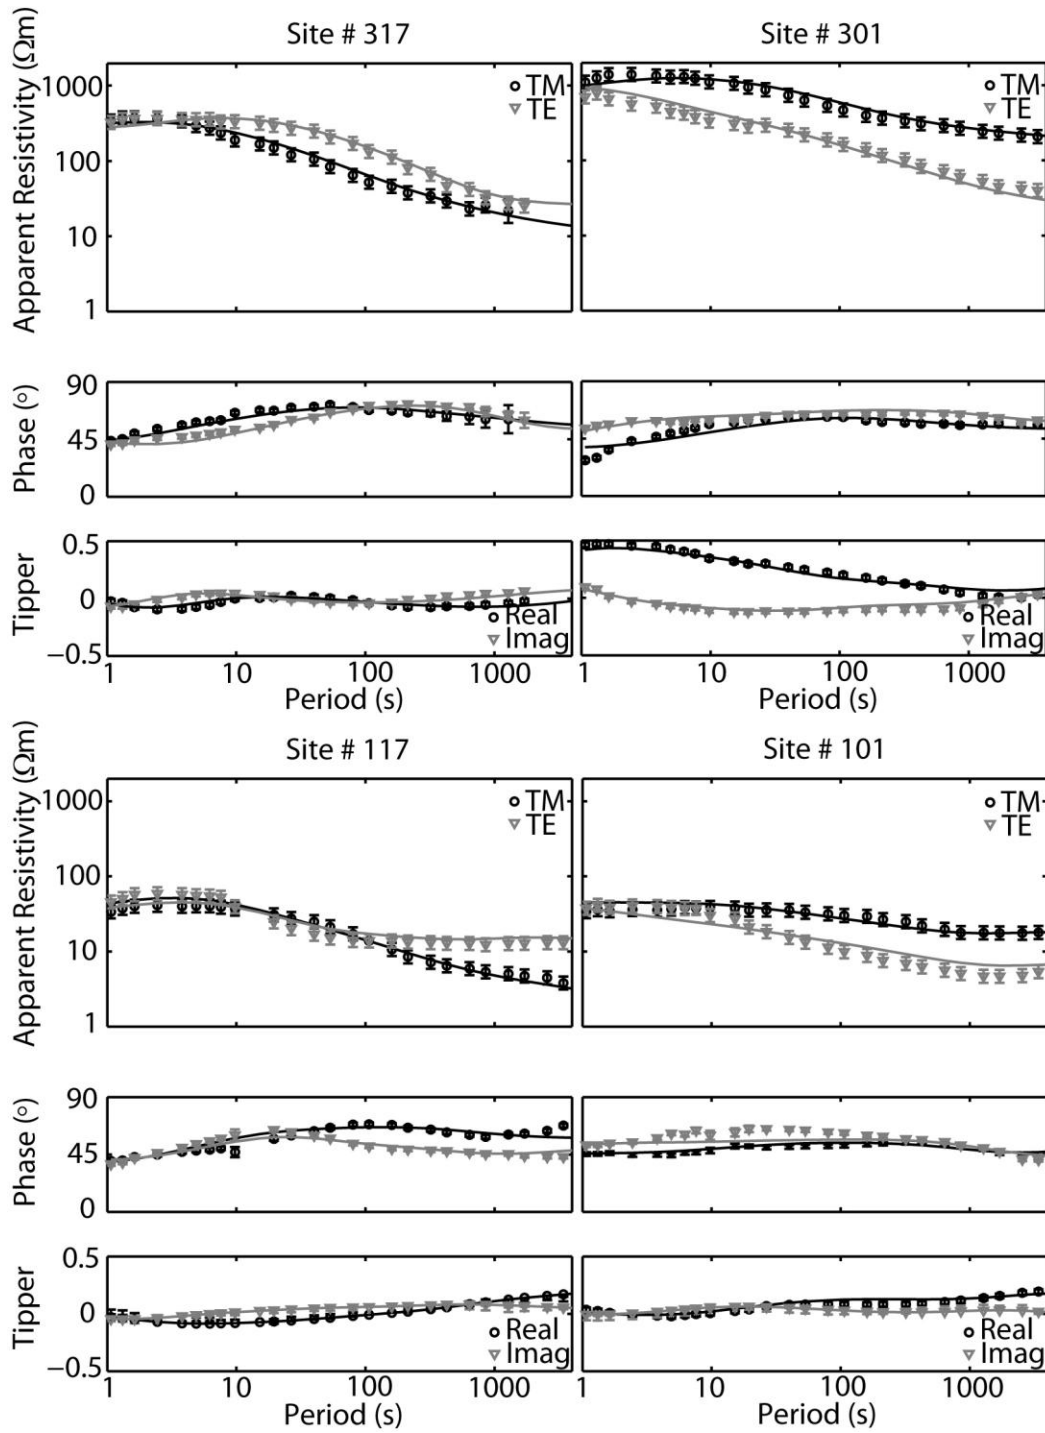 Site # 317
Site # 301
Apparent Resistivity (Ωm)
1000
100
10
1
TM
TE
TM
TE
Phase (○)
90
45
0
Tipper
0.5
0
−0.5
Real
Imag
Real
Imag
1 10 100 1000
1 10 100 1000
Period (s)
Period (s)
Site # 117
Site # 101
Apparent Resistivity (Ωm)
1000
100
10
1
TM
TE
TM
TE
Phase (○)
90
45
0
Tipper
0.5
0
−0.5
Real
Imag
Real
Imag
1 10 100 1000
1 10 100 1000
Period (s)
Period (s)